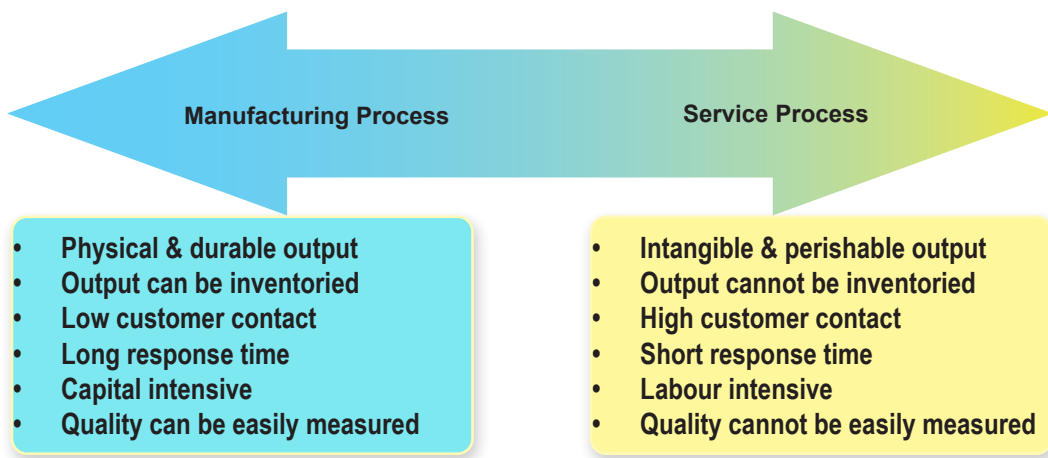 Manufacturing Process
Service Process
• Physical & durable output
• Output can be inventoried
• Low customer contact
• Long response time
• Capital intensive
• Quality can be easily measured
• Intangible & perishable output
• Output cannot be inventoried
• High customer contact
• Short response time
• Labour intensive
• Quality cannot be easily measured